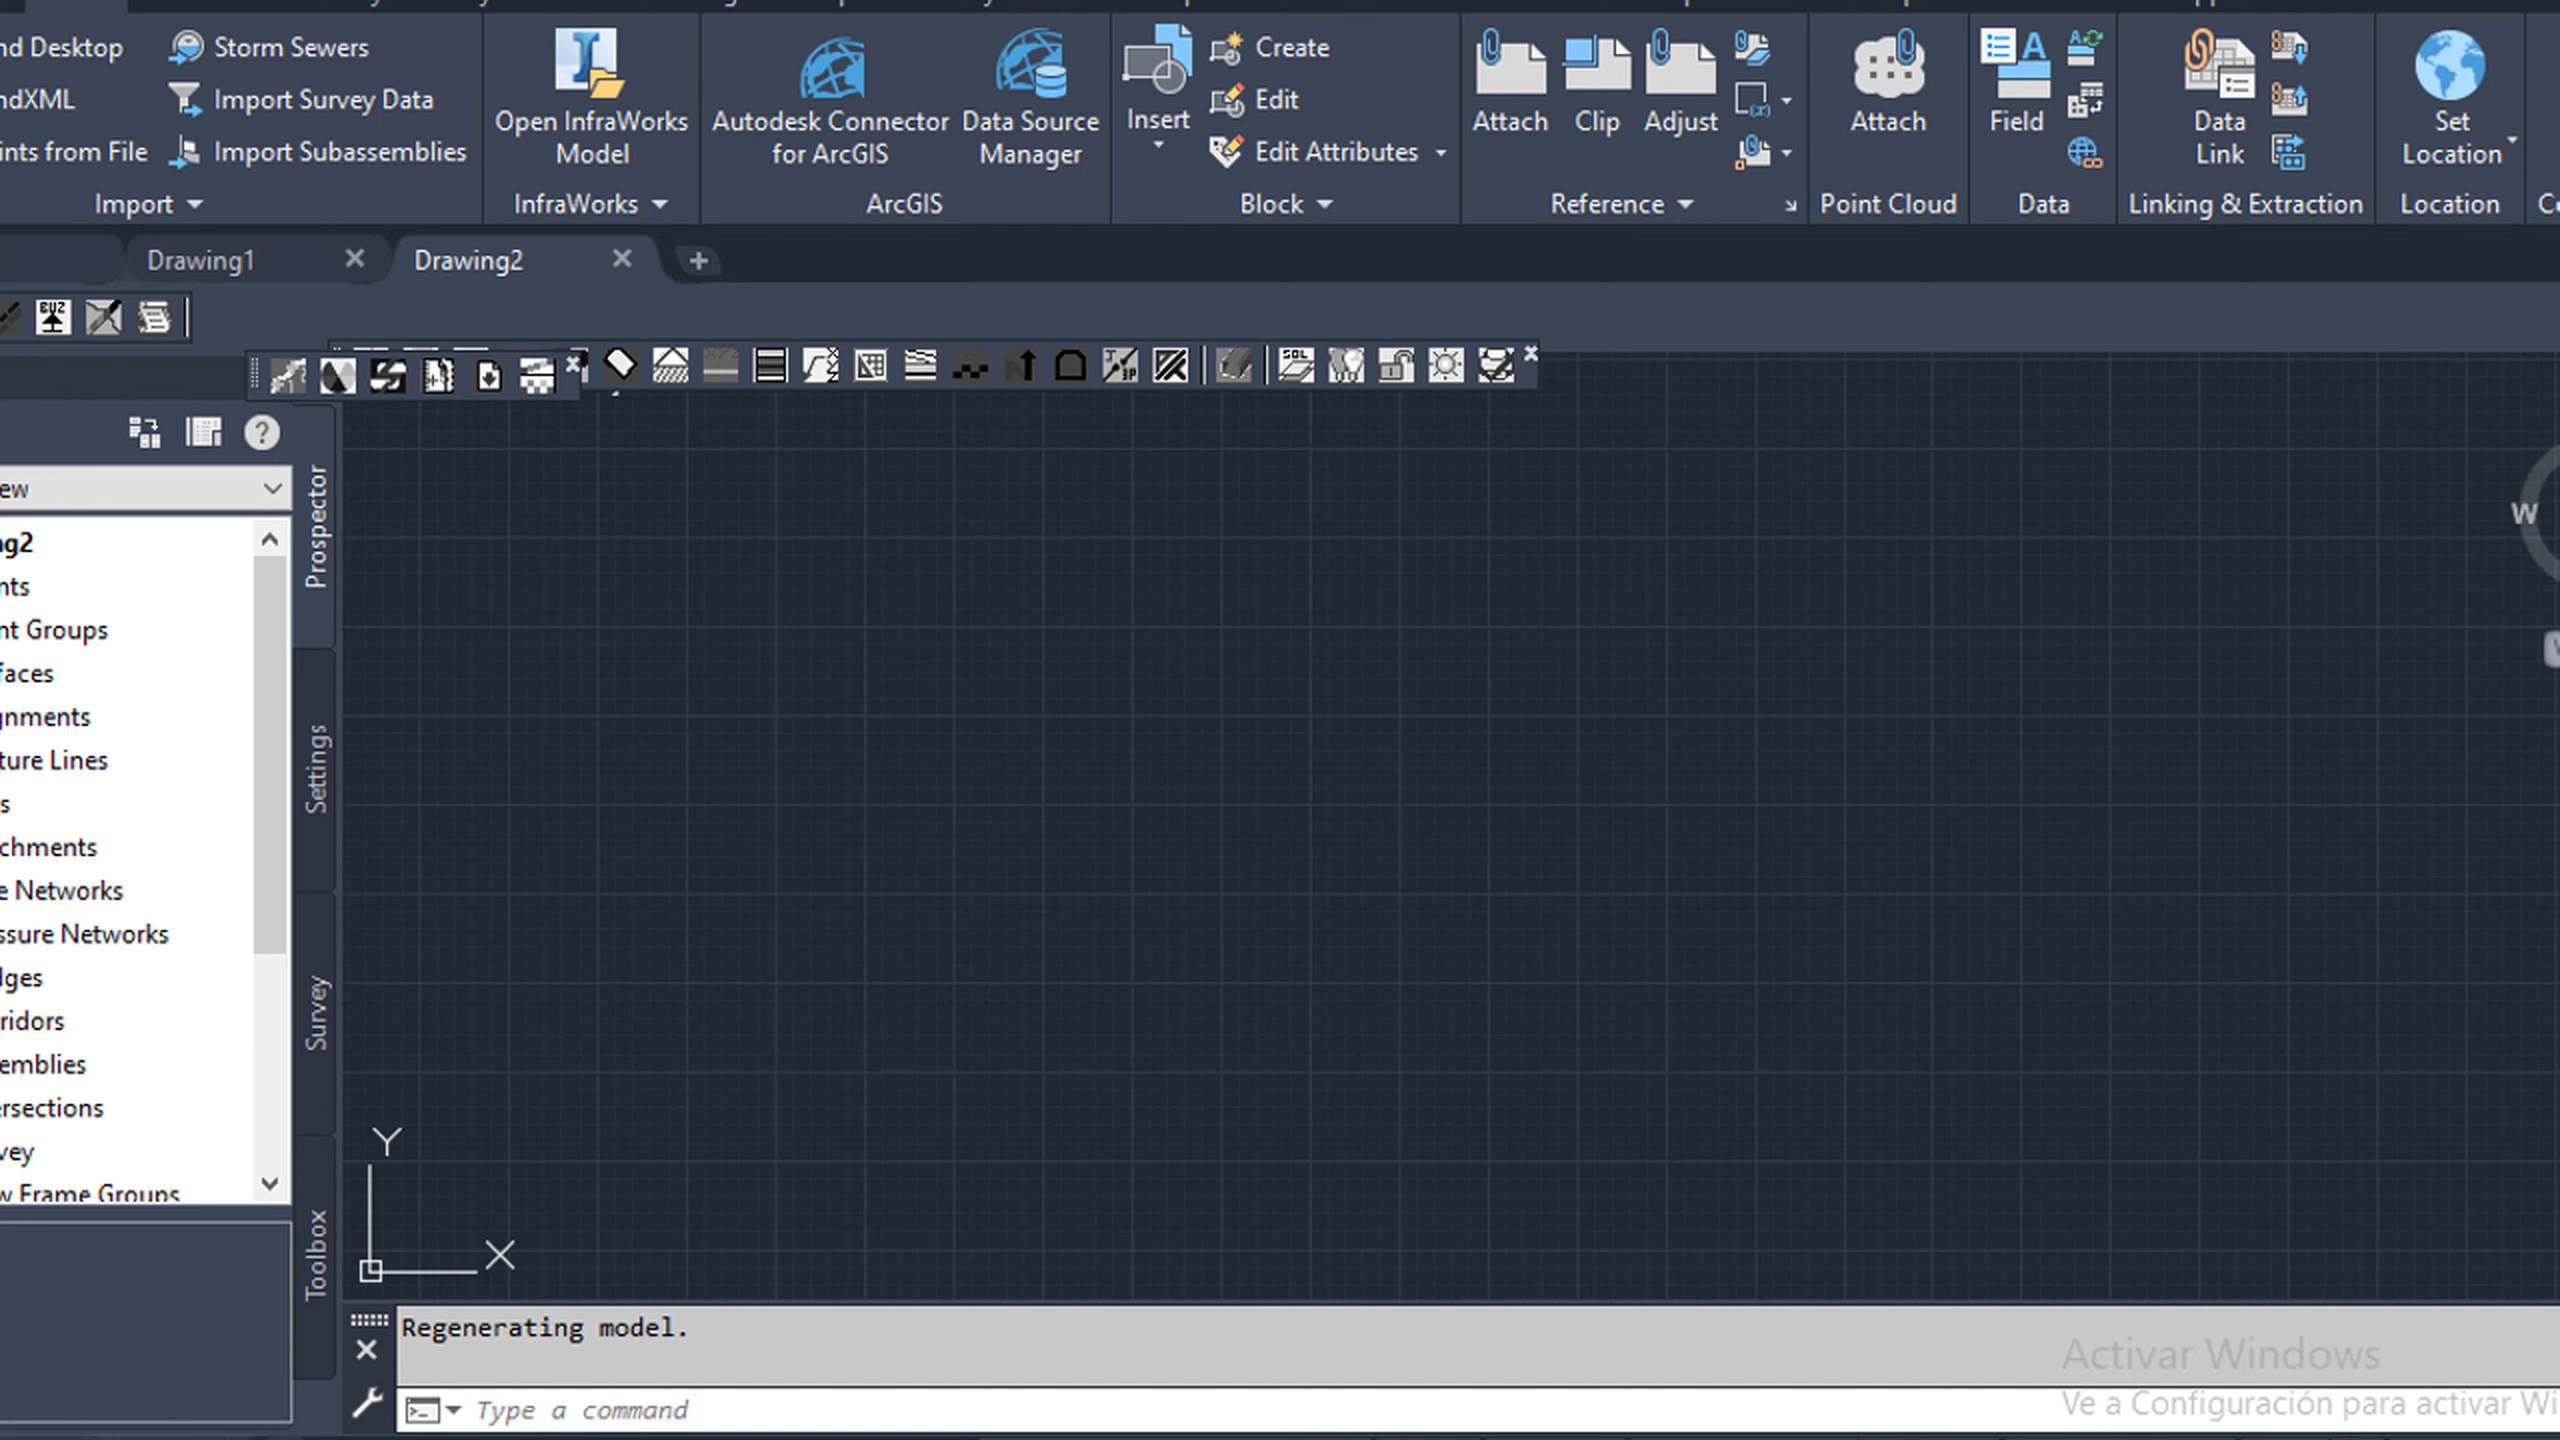 nd Desktop
Storm Sewers
ndXML
Import Survey Data
ints from File
Import Subassemblies
Import
Open InfraWorks
Model
InfraWorks
Autodesk Connector
for ArcGIS
Data Source
Manager
ArcGIS
Insert
Create
Edit
Edit Attributes
Block
Attach
Clip
Adjust
Reference
Attach
Point Cloud
Field
Data
Data
Link
Linking & Extraction
Set
Location
Location
Drawing1
Drawing2
ew
ng2
nts
nt Groups
faces
gnments
ture Lines
s
chments
e Networks
ssure Networks
dges
ridors
emblies
ersections
vey
w Frame Groups
Prospector
Settings
Survey
Toolbox
SOL
W
Y
X
Regenerating model.
Type a command
Activar Windows
Ve a Configuración para activar Wi